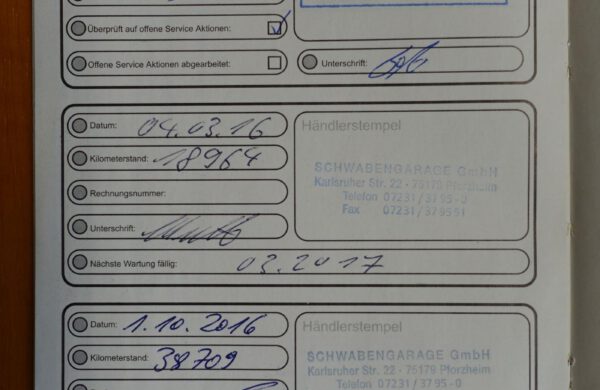 Überprüft auf offene Service Aktionen:
Offene Service Aktionen abgearbeitet:
Unterschrift:
Datum: 04.03.16
Händlerstempel
Kilometerstand: 18964
SCHWABENGARAGE GmbH
Karlsruher Str. 22 - 75179 Pforzheim
Telefon 07231/3795-0
Fax 07231/379551
Rechnungsnummer:
Unterschrift:
Nächste Wartung fällig: 03.2017
Datum: 1.10.2016
Händlerstempel
Kilometerstand: 38709
SCHWABENGARAGE GmbH
Karlsruher Str. 22 - 75179 Pforzheim
Telefon 07231/3795-0